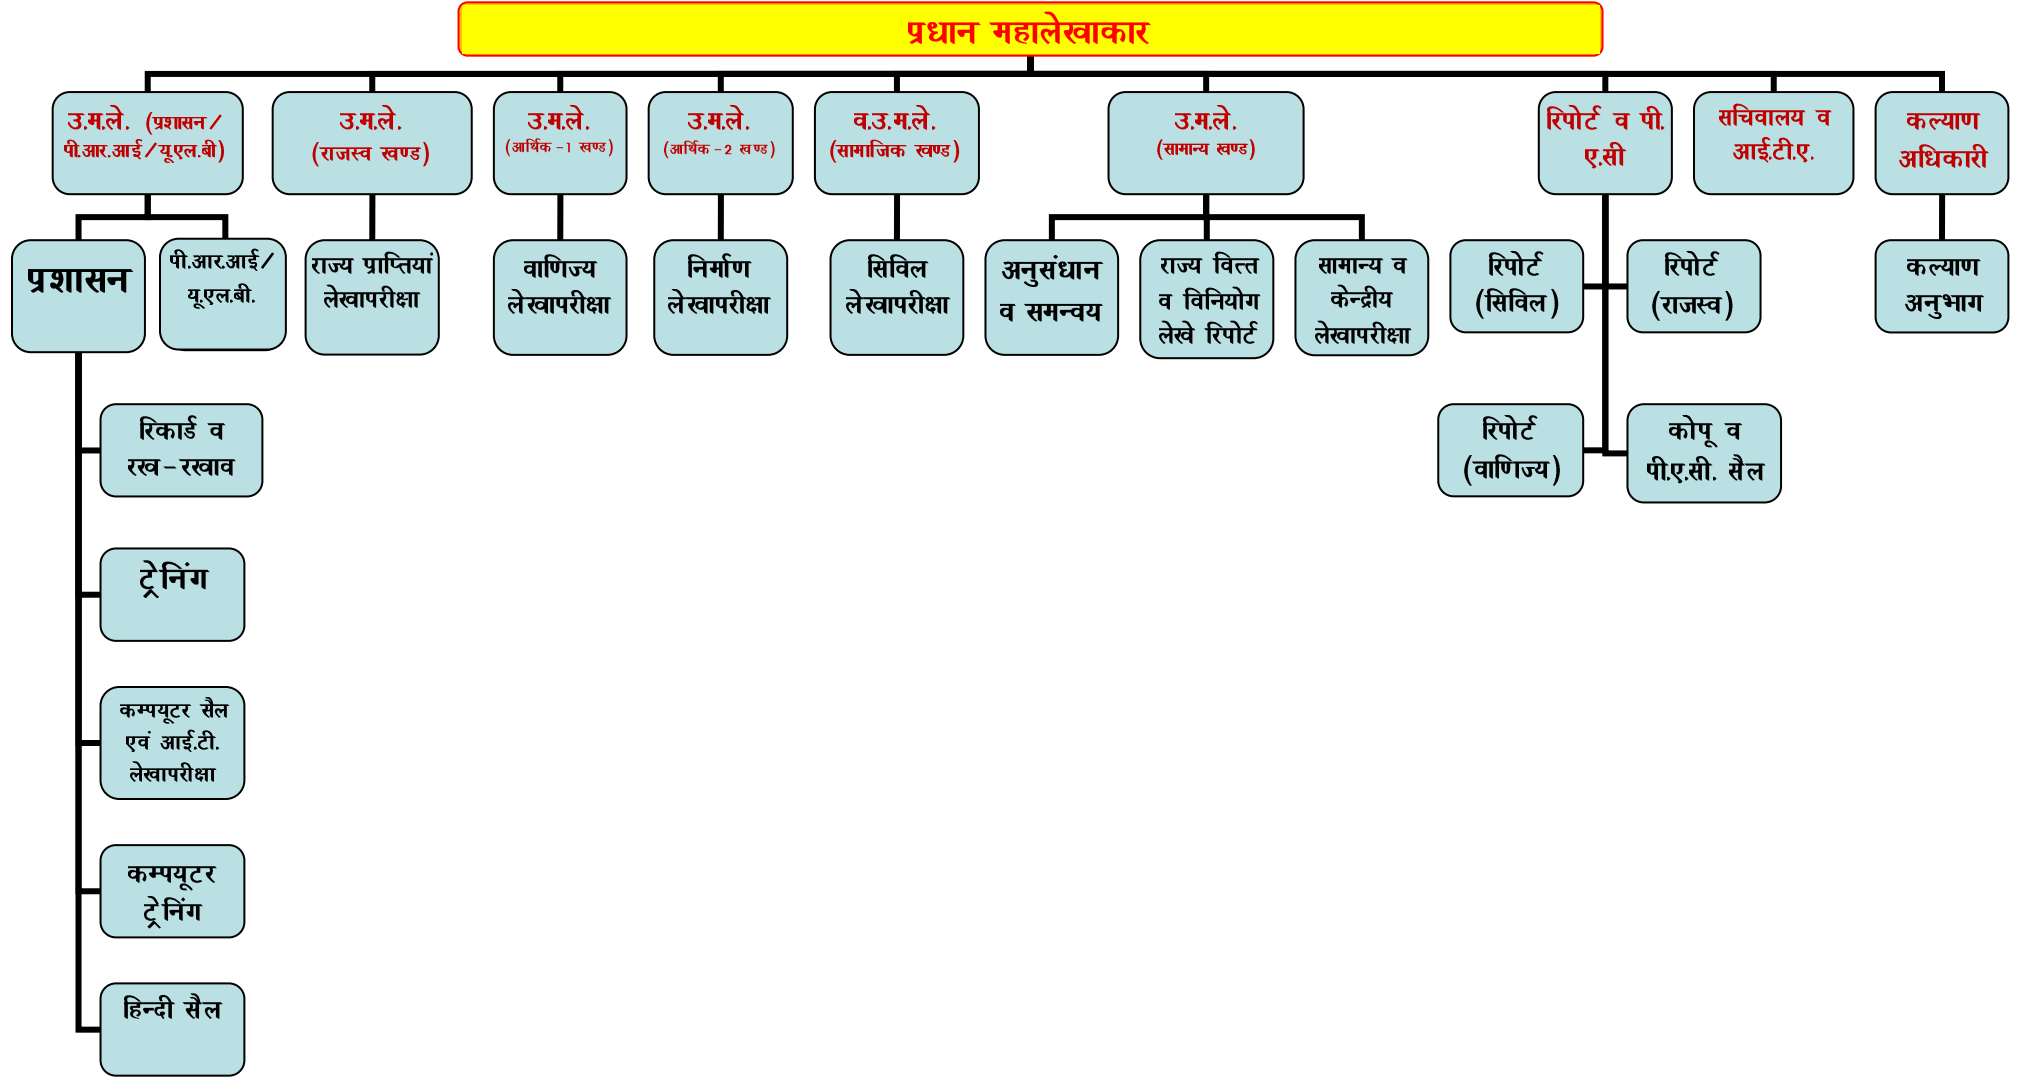 प्रधान महालेखाकार
उ.म.ले. (प्रशासन/
पी.आर.आई/यू.एल.बी)
उ.म.ले.
(राजस्व खण्ड)
उ.म.ले.
(आर्थिक -1 खण्ड)
उ.म.ले.
(आर्थिक -2 खण्ड)
व.उ.म.ले.
(सामाजिक खण्ड)
उ.म.ले.
(सामान्य खण्ड)
रिपोर्ट व पी.
ए.सी
सचिवालय व
आई.टी.ए.
कल्याण
अधिकारी
प्रशासन
पी.आर.आई/
यू.एल.बी.
राज्य प्राप्तियां
लेखापरीक्षा
वाणिज्य
लेखापरीक्षा
निर्माण
लेखापरीक्षा
सिविल
लेखापरीक्षा
अनुसंधान
व समन्वय
राज्य वित्त
व विनियोग
लेखे रिपोर्ट
सामान्य व
केन्द्रीय
लेखापरीक्षा
रिपोर्ट
(सिविल)
रिपोर्ट
(राजस्व)
कल्याण
अनुभाग
रिपोर्ट
(वाणिज्य)
कोपू व
पी.ए.सी. सैल
रिकार्ड व
रख-रखाव
ट्रेनिंग
कम्पयूटर सैल
एवं आई.टी.
लेखापरीक्षा
कम्पयूटर
ट्रेनिंग
हिन्दी सैल